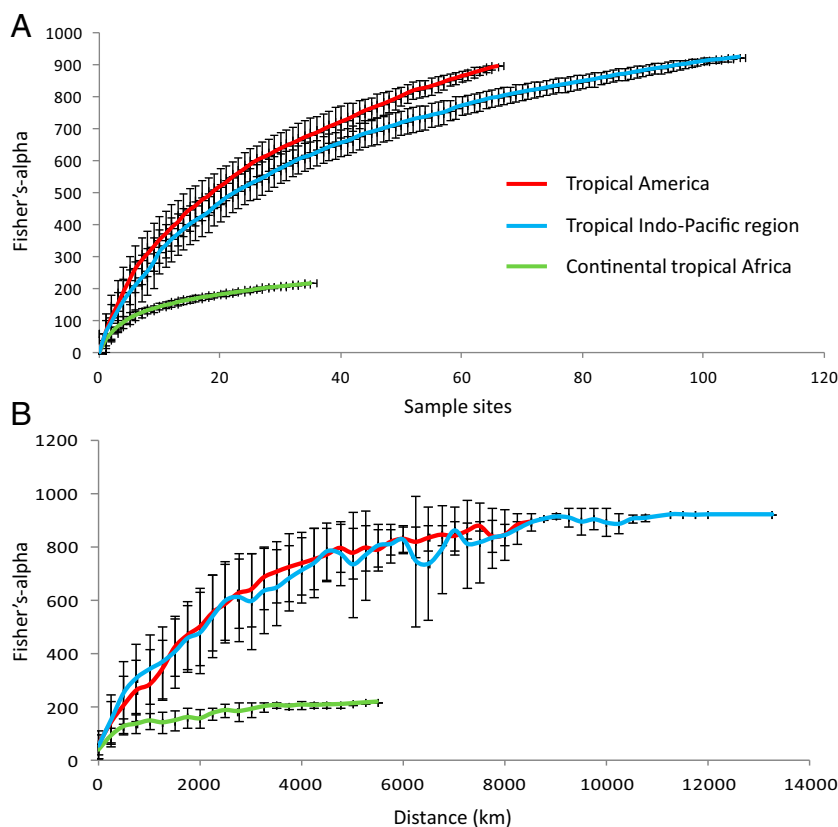 A
1000
900
800
700
600
500
400
300
200
100
0
Fisher's-alpha
Tropical America
Tropical Indo-Pacific region
Continental tropical Africa
0 20 40 60 80 100 120
Sample sites
B
1200
1000
800
600
400
200
0
Fisher's-alpha
0 2000 4000 6000 8000 10000 12000 14000
Distance (km)